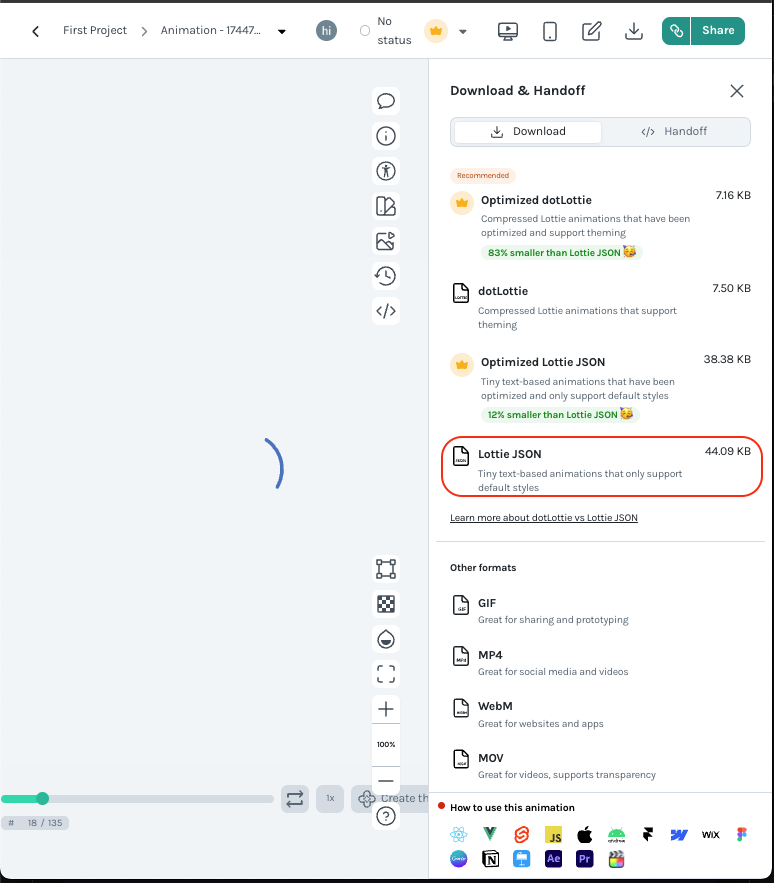 First Project
Animation - 17447...
hi
No
status
Share
Download & Handoff
Download
Handoff
Recommended
Optimized dotLottie
7.16 KB
Compressed Lottie animations that have been
optimized and support theming
83% smaller than Lottie JSON
dotLottie
7.50 KB
Compressed Lottie animations that support
theming
Optimized Lottie JSON
38.38 KB
Tiny text-based animations that have been
optimized and only support default styles
12% smaller than Lottie JSON
Lottie JSON
44.09 KB
Tiny text-based animations that only support
default styles
Learn more about dotLottie vs Lottie JSON
Other formats
GIF
GIF
Great for sharing and prototyping
MP4
MP4
Great for social media and videos
WebM
Great for websites and apps
MOV
Great for videos, supports transparency
100%
1x
Create th
# 18 / 135
How to use this animation
JS
WiX
Ae
Pr